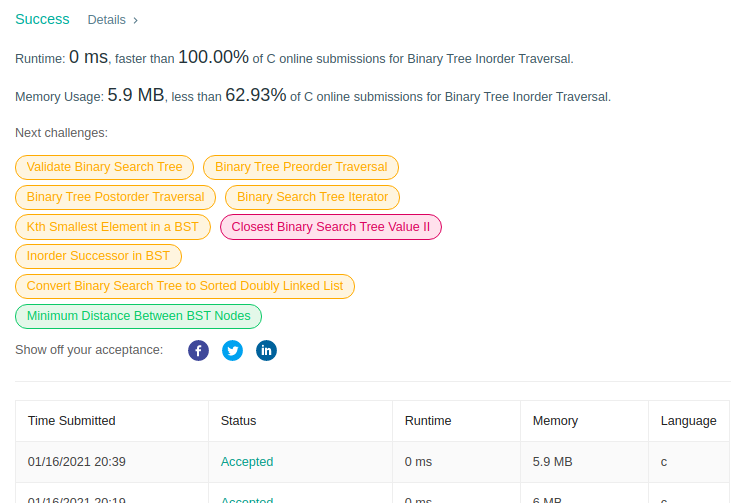 Success Details >
Runtime: 0 ms, faster than 100.00% of C online submissions for Binary Tree Inorder Traversal.
Memory Usage: 5.9 MB, less than 62.93% of C online submissions for Binary Tree Inorder Traversal.
Next challenges:
Validate Binary Search Tree Binary Tree Preorder Traversal
Binary Tree Postorder Traversal Binary Search Tree Iterator
Kth Smallest Element in a BST Closest Binary Search Tree Value II
Inorder Successor in BST
Convert Binary Search Tree to Sorted Doubly Linked List
Minimum Distance Between BST Nodes
Show off your acceptance: f in
Time Submitted Status Runtime Memory Language
01/16/2021 20:39 Accepted 0 ms 5.9 MB c
01/16/2021 20:19 Accepted 0 ms 6 MB c